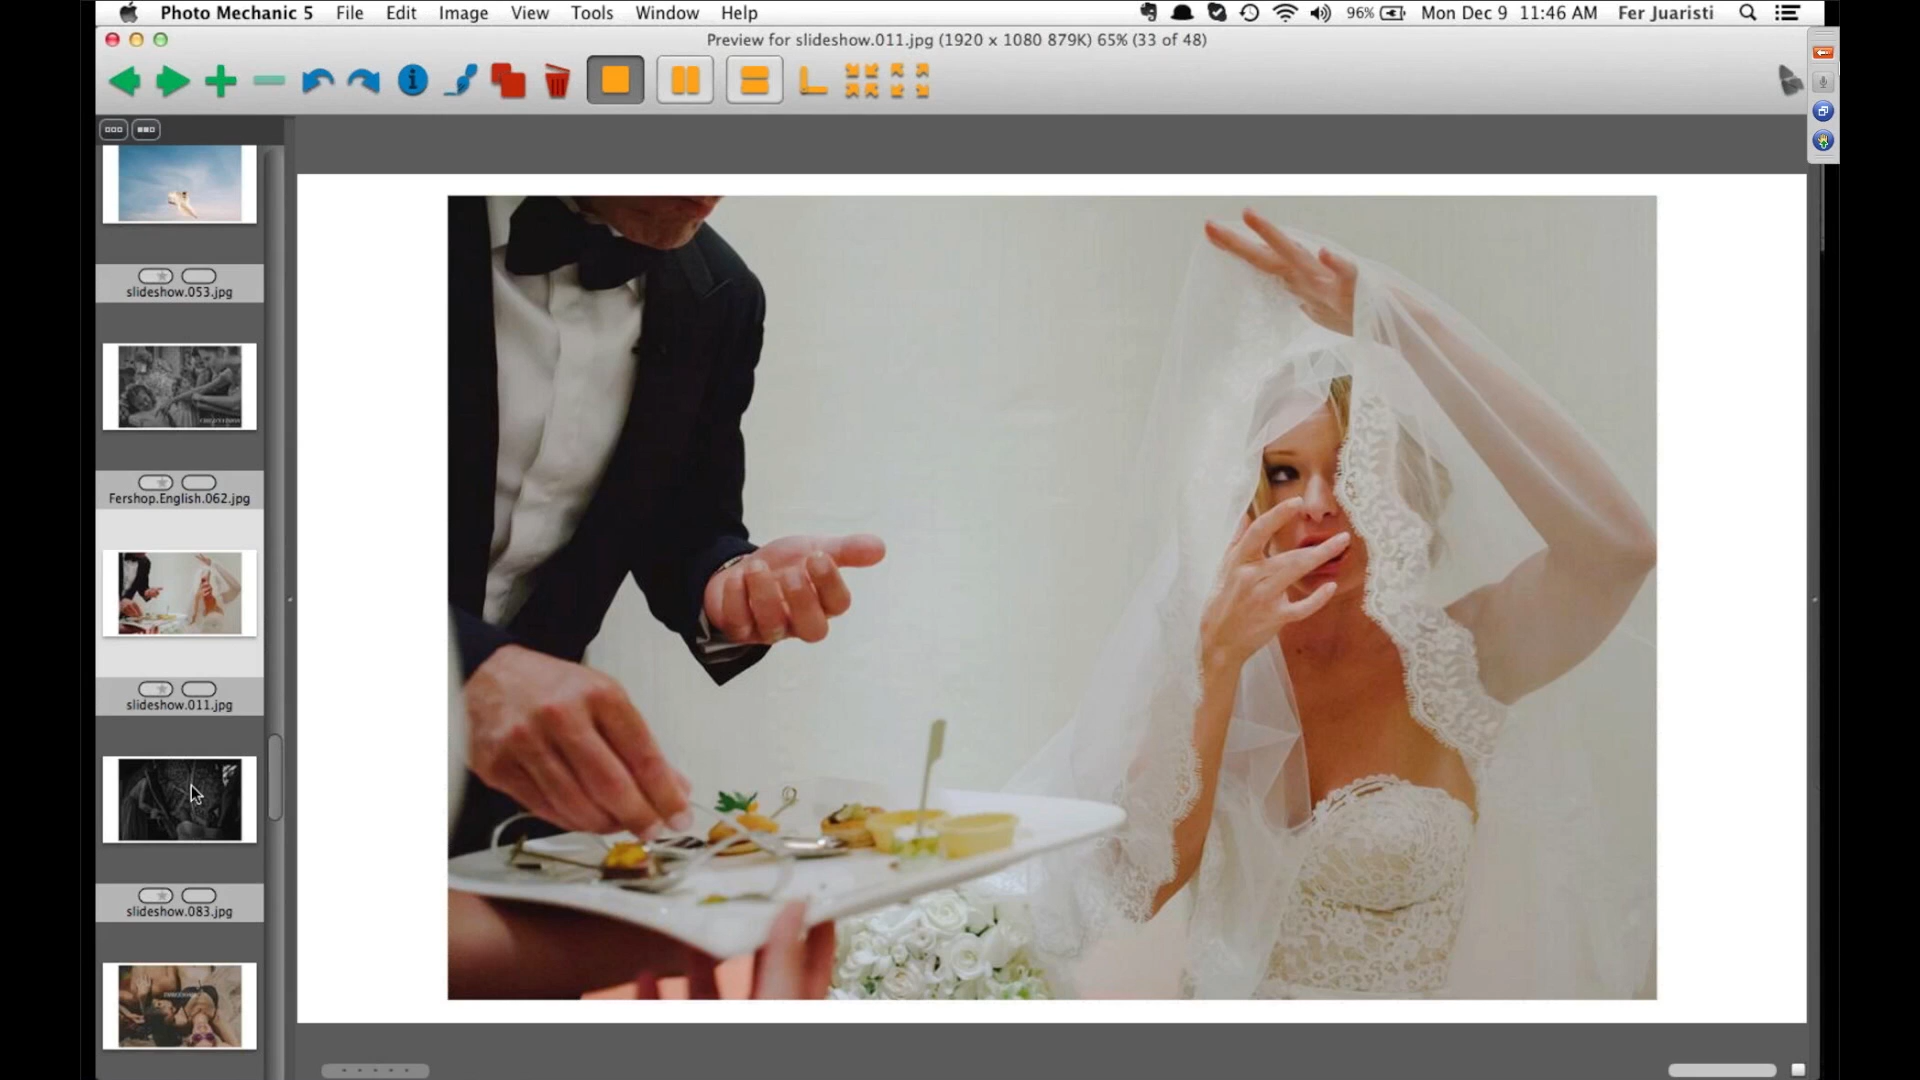 Photo Mechanic 5 File Edit Image View Tools Window Help 96% Mon Dec 9 11:46 AM Fer Juaristi
Preview for slideshow.011.jpg (1920 x 1080 879K) 65% (33 of 48)
slideshow.053.jpg
Fershop.English.062.jpg
slideshow.011.jpg
slideshow.083.jpg